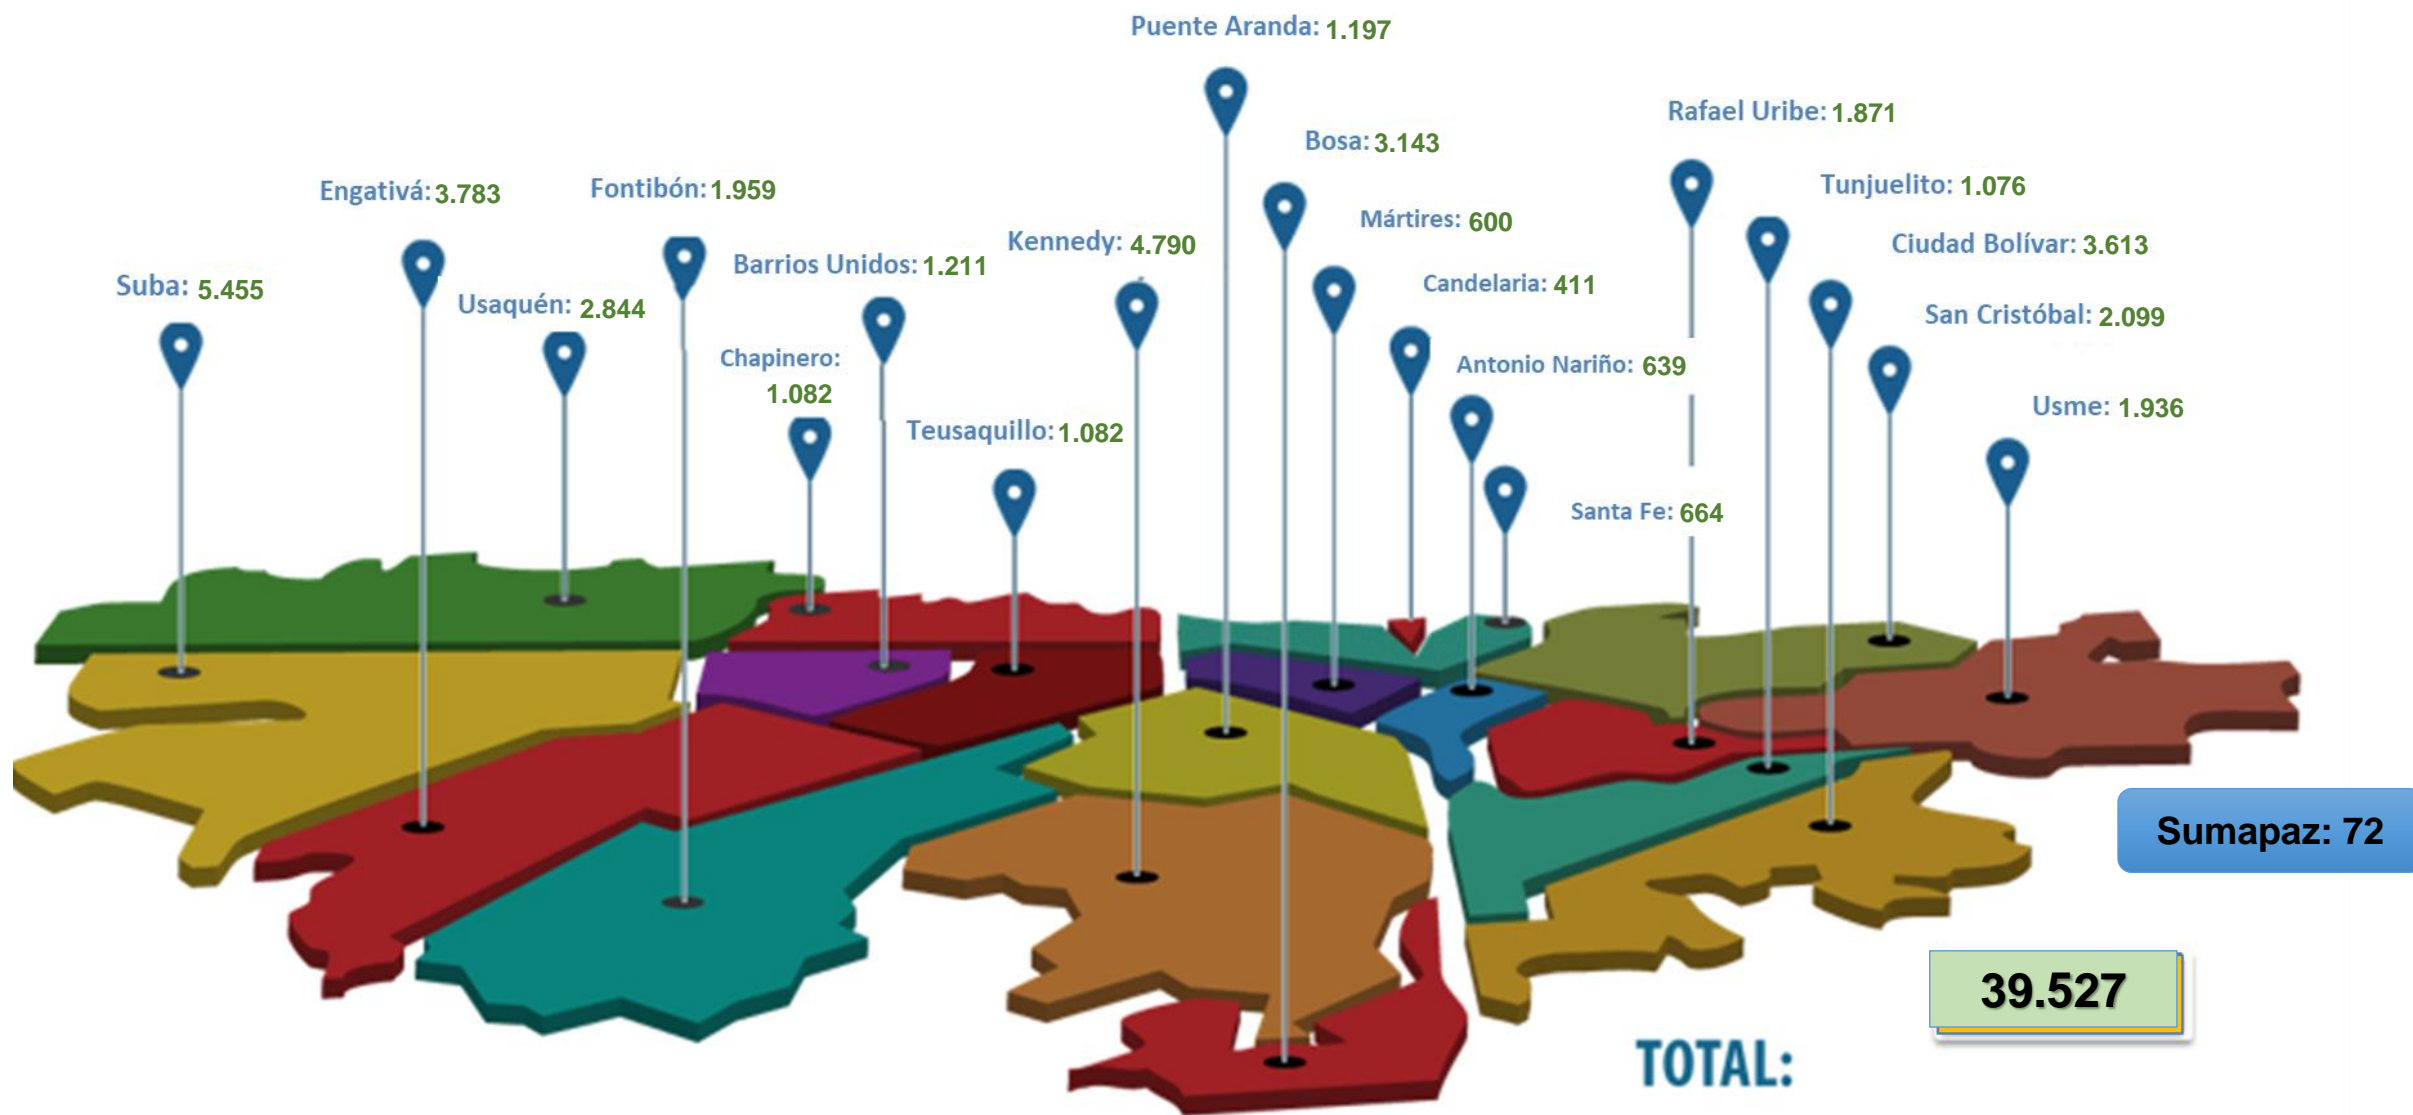 Puente Aranda: 1.197
Rafael Uribe: 1.871
Bosa: 3.143
Engativá: 3.783
Fontibón: 1.959
Tunjuelito: 1.076
Mártires: 600
Kennedy: 4.790
Ciudad Bolívar: 3.613
Barrios Unidos: 1.211
Suba: 5.455
Candelaria: 411
Usaquén: 2.844
San Cristóbal: 2.099
Chapinero:
1.082
Antonio Nariño: 639
Usme: 1.936
Teusaquillo: 1.082
Santa Fe: 664
Sumapaz: 72
39.527
TOTAL: